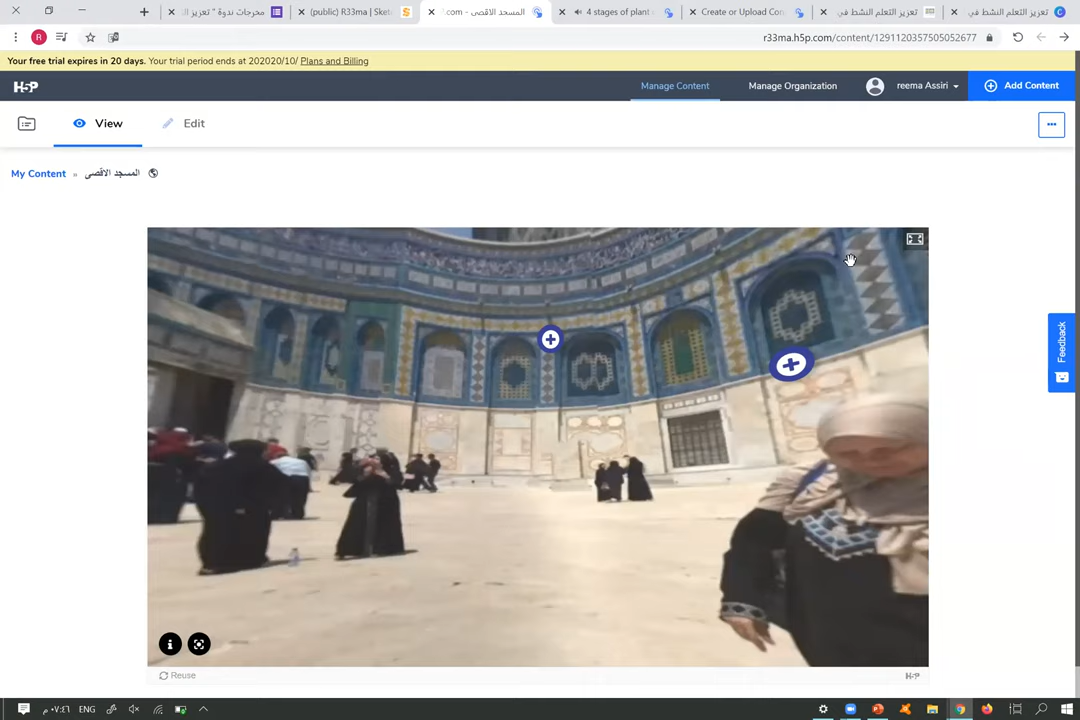 محرجات ندوة " تعزيز ال
(public) R33ma | Sket
المسجد الاقصى - com.
4 stages of plant
Create or Upload Con
تعزيز التعلم النشط في
تعزيز التعلم النشط في
R
r33ma.h5p.com/content/1291120357505052677
Your free trial expires in 20 days. Your trial period ends at 202020/10/ Plans and Billing
H5P
Manage Content
Manage Organization
reema Assiri
Add Content
View
Edit
My Content » المسجد الاقصى
Feedback
Reuse
H5P
ENG
٠٧:٤٦ م